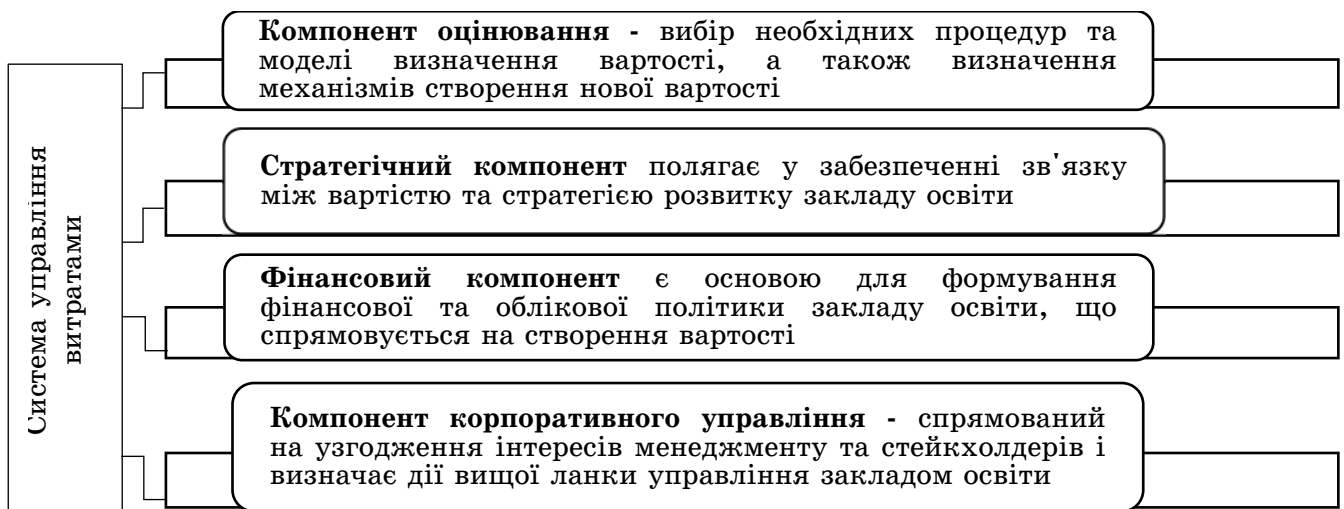 Система управління
витратами
Компонент оцінювання - вибір необхідних процедур та
моделі визначення вартості, а також визначення
механізмів створення нової вартості
Стратегічний компонент полягає у забезпеченні зв'язку
між вартістю та стратегією розвитку закладу освіти
Фінансовий компонент є основою для формування
фінансової та облікової політики закладу освіти, що
спрямовується на створення вартості
Компонент корпоративного управління - спрямований
на узгодження інтересів менеджменту та стейкхолдерів і
визначає дії вищої ланки управління закладом освіти